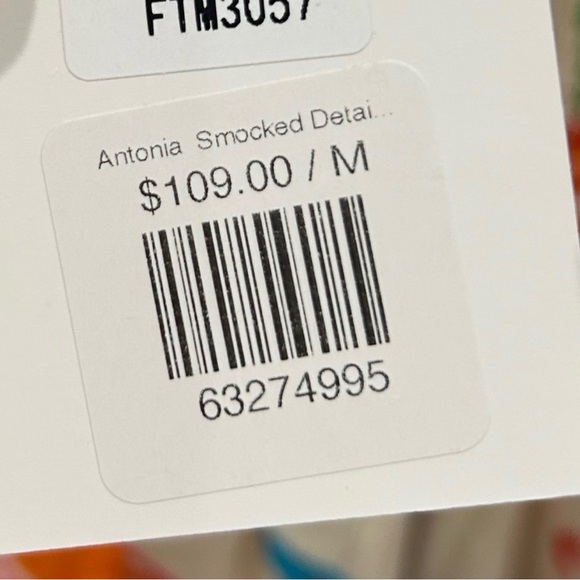 FTM3057
Antonia Smocked Detai...
$109.00 / M
63274995